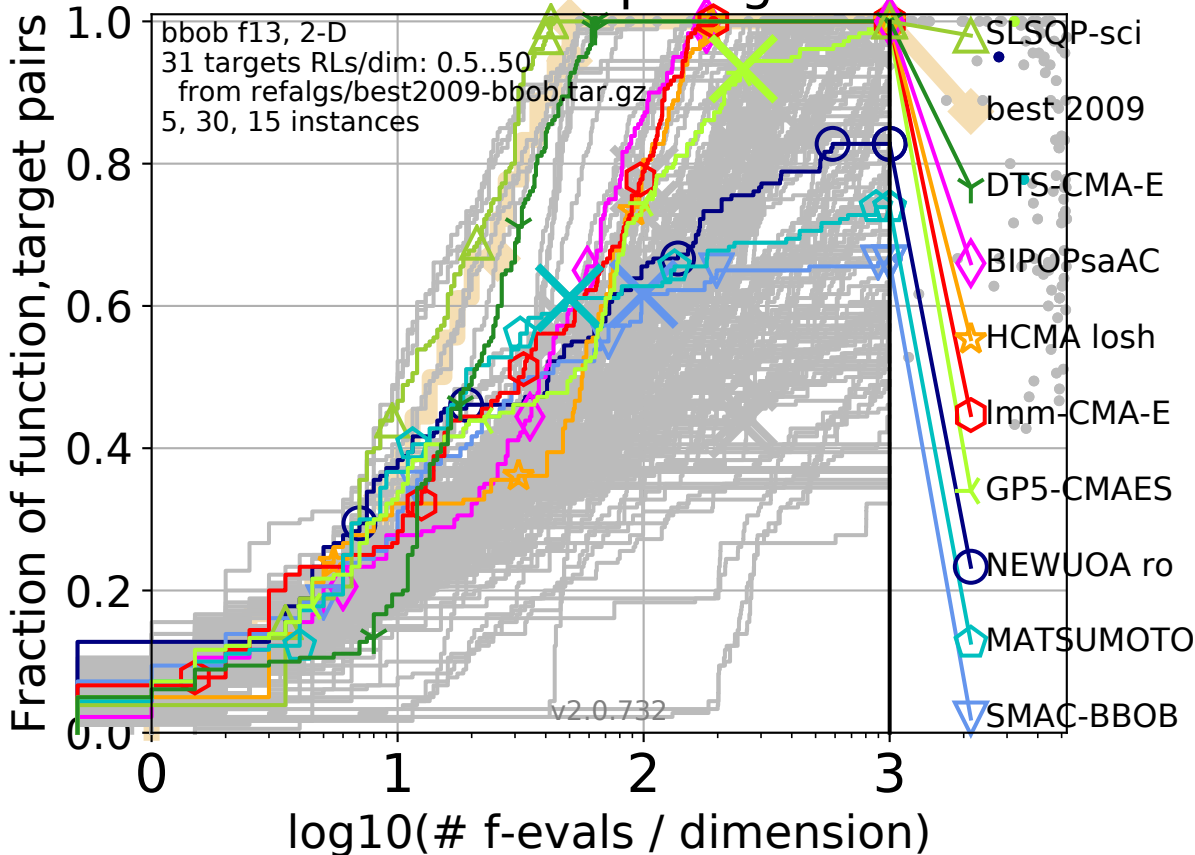 bbob f13, 2-D
31 targets RLs/dim: 0.5..50
from refalgs/best2009-bbob.tar.gz
5, 30, 15 instances
Fraction of function,target pairs
1.0
0.8
0.6
0.4
0.2
0.0
v2.0.732
0 1 2 3
log10(# f-evals / dimension)
SLSQP-sci
best 2009
DTS-CMA-E
BIPOPsaAC
HCMA losh
lmm-CMA-E
GP5-CMAES
NEWUOA ro
MATSUMOTO
SMAC-BBOB